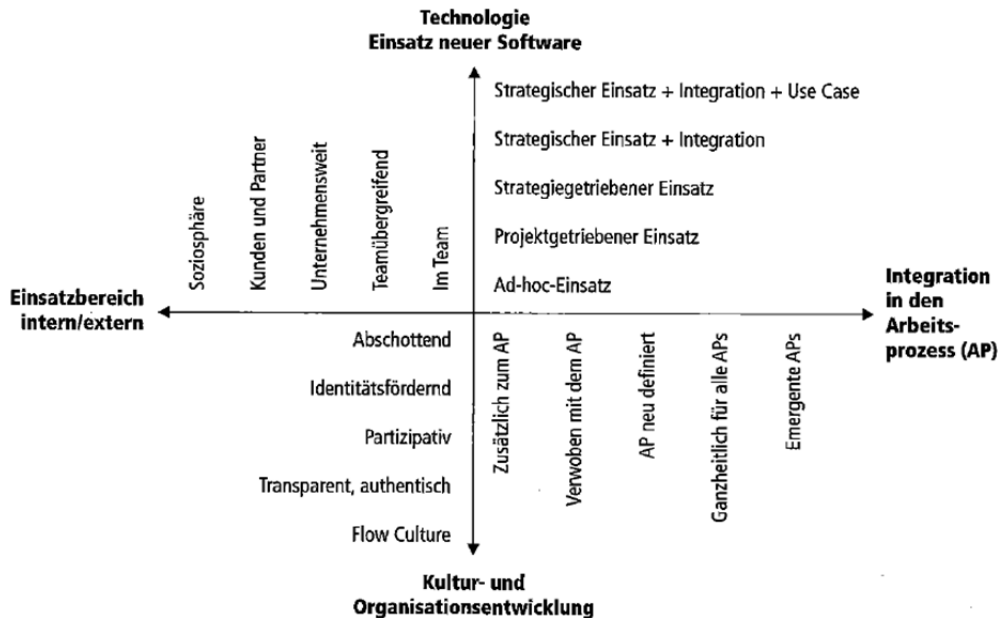 Technologie
Einsatz neuer Software
Strategischer Einsatz + Integration + Use Case
Strategischer Einsatz + Integration
Strategiegetriebener Einsatz
Projektgetriebener Einsatz
Ad-hoc-Einsatz
Soziosphäre
Kunden und Partner
Unternehmensweit
Teamübergreifend
Im Team
Einsatzbereich
intern/extern
Integration
in den
Arbeits-
prozess (AP)
Abschottend
Identitätsfördernd
Partizipativ
Transparent, authentisch
Flow Culture
Zusätzlich zum AP
Verwoben mit dem AP
AP neu definiert
Ganzheitlich für alle APs
Emergente APs
Kultur- und
Organisationsentwicklung